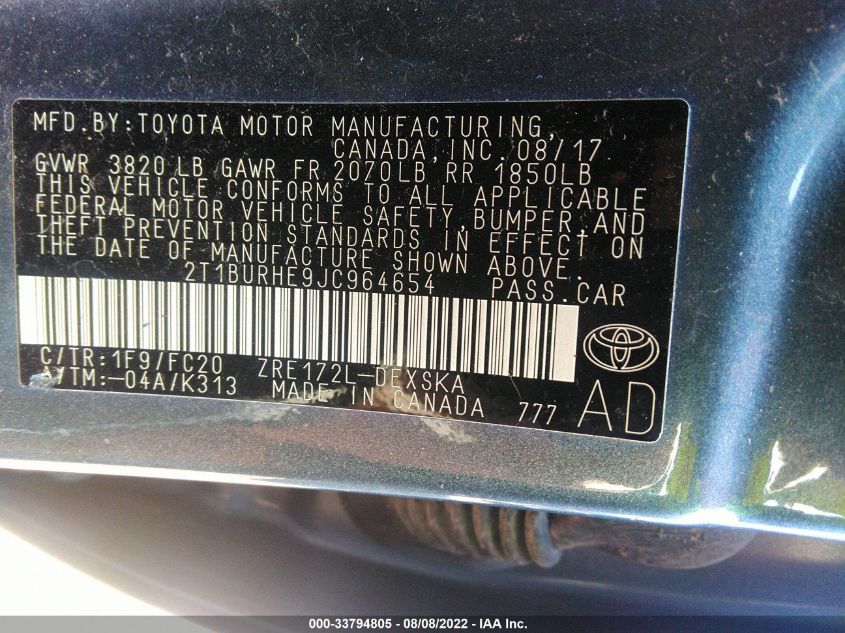 MFD.BY:TOYOTA MOTOR MANUFACTURING,
CANADA,INC.08/17
GVWR 3820 LB GAWR FR 2070LB RR 1850LB
THIS VEHICLE CONFORMS TO ALL APPLICABLE
FEDERAL MOTOR VEHICLE SAFETY,BUMPER,AND
THEFT PREVENTION STANDARDS IN EFFECT ON
THE DATE OF MANUFACTURE SHOWN ABOVE.
2T1BURHE9JC964654 PASS.CAR
C/TR:1F9/FC20 ZRE172L-DEXSKA
A/TM:-04A/K313 MADE IN CANADA 777 AD
000-33794805 - 08/08/2022 - IAA Inc.